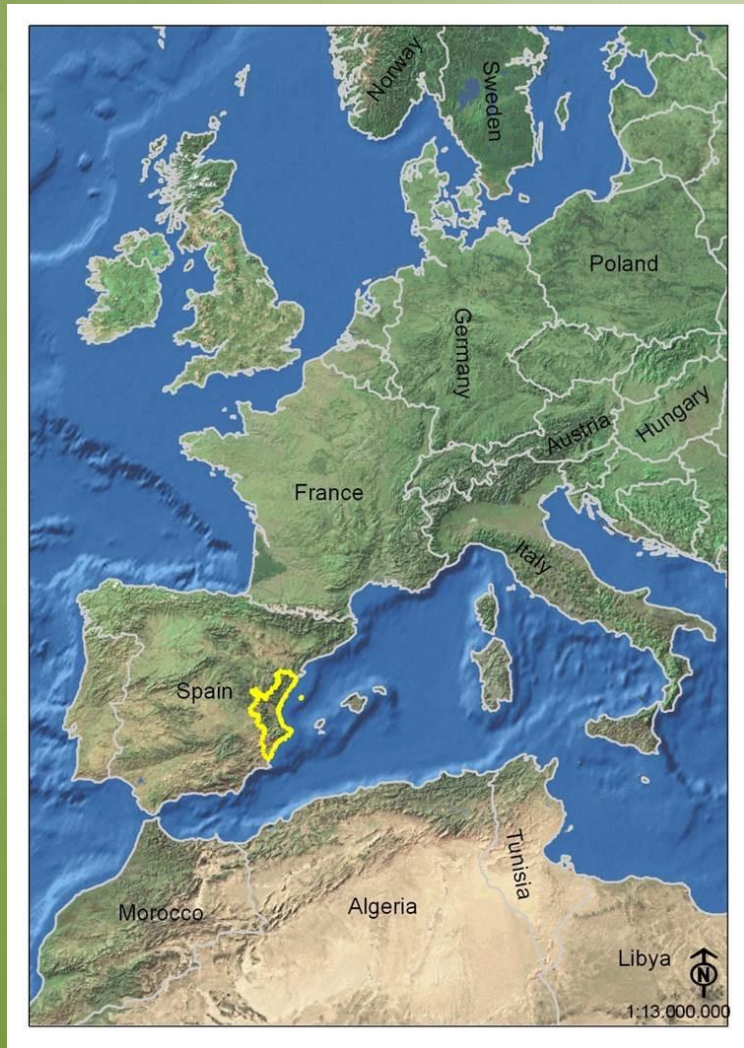 Norway
Sweden
Poland
Germany
Hungary
Austria
France
Italy
Spain
Tunisia
Morocco
Algeria
Libya
N
1:13.000.000